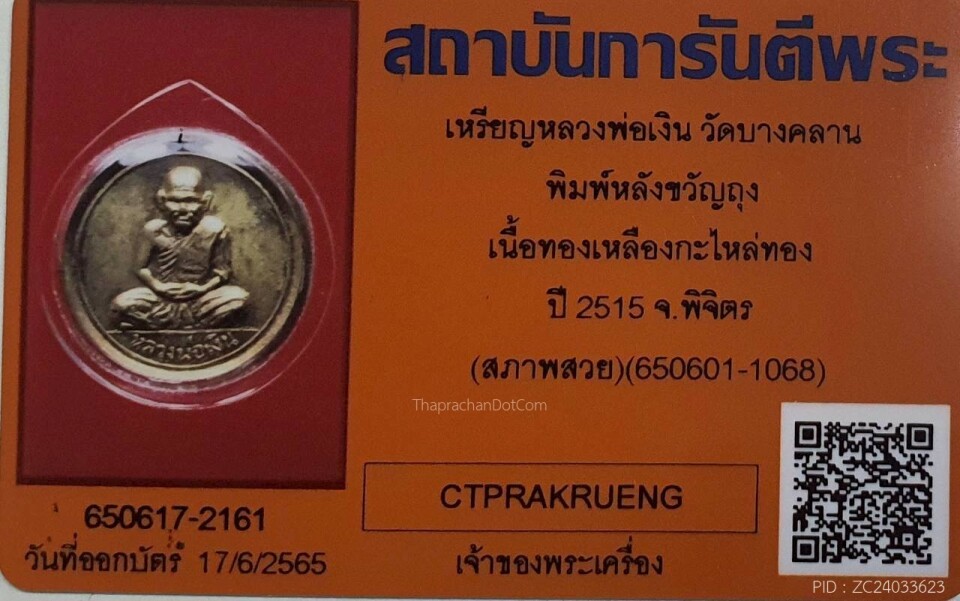 สถาบันการันตีพระ
เหรียญหลวงพ่อเงิน วัดบางคลาน
พิมพ์หลังขวัญถุง
เนื้อทองเหลืองกะไหล่ทอง
ปี 2515 จ.พิจิตร
(สภาพสวย)(650601-1068)
ThaprachanDotCom
หลวงพ่อเงิน
CTPRAKRUENG
เจ้าของพระเครื่อง
650617-2161
วันที่ออกบัตร 17/6/2565
PID : ZC24033623